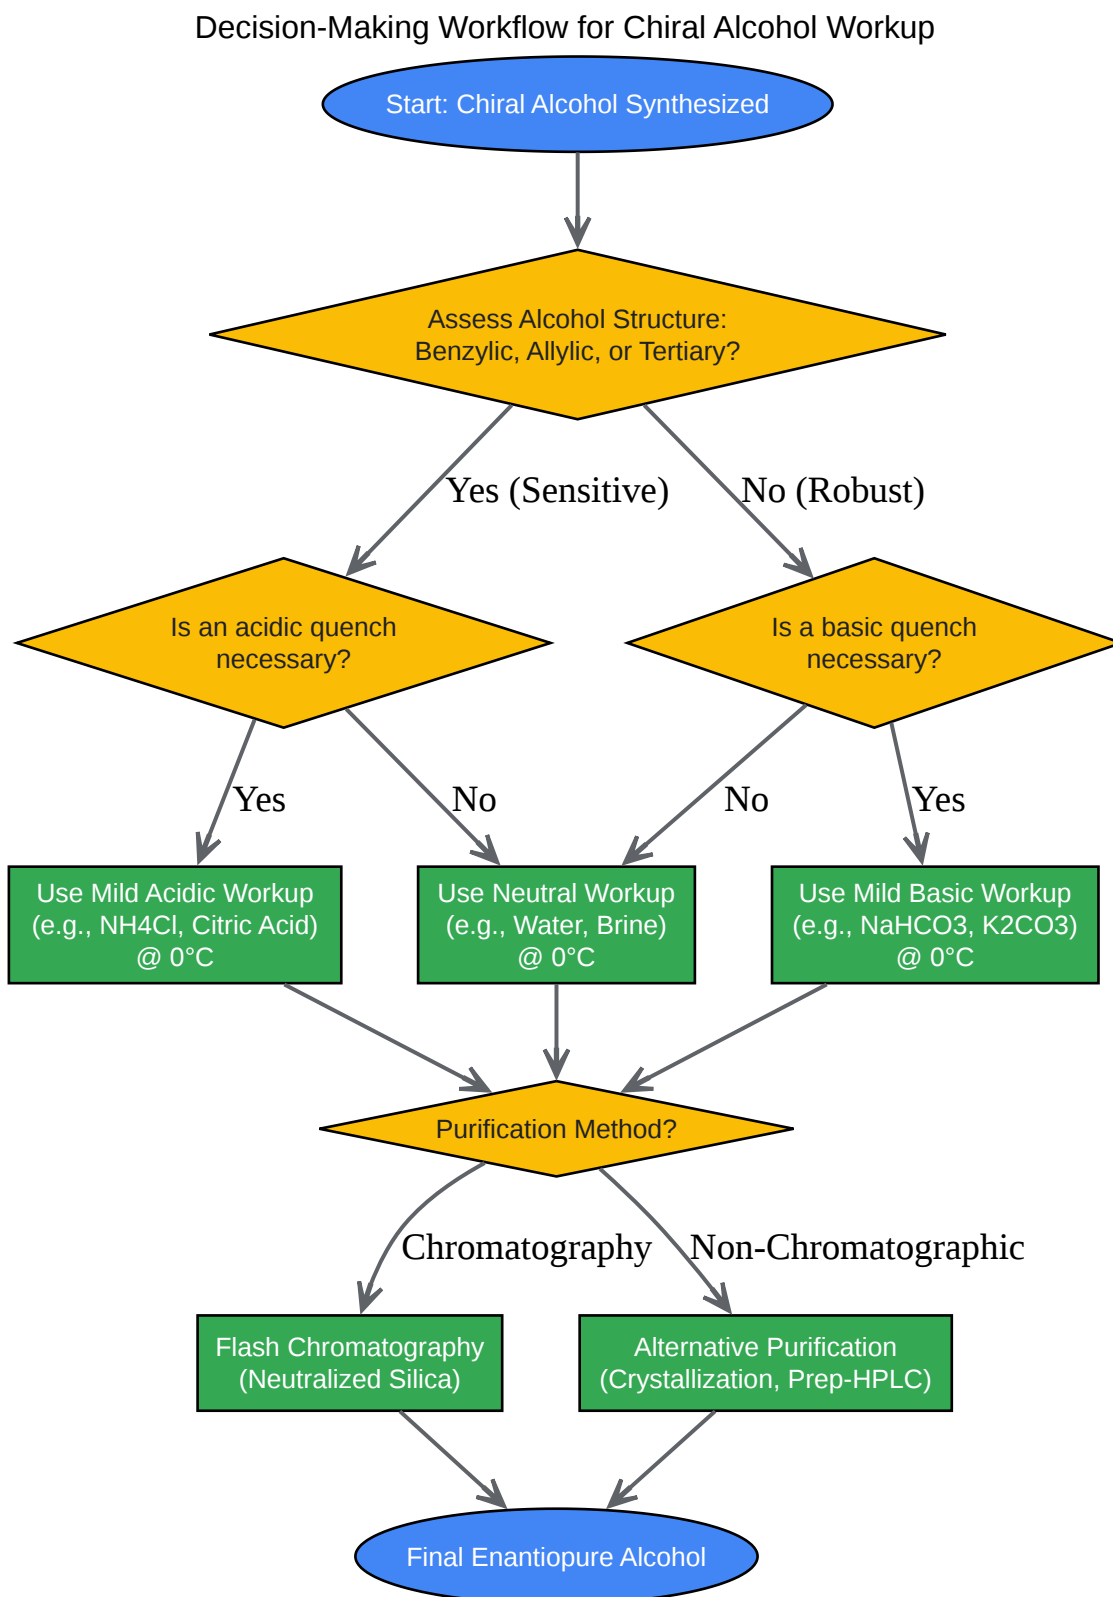 Decision-Making Workflow for Chiral Alcohol Workup
Start: Chiral Alcohol Synthesized
Assess Alcohol Structure:
Benzylic, Allylic, or Tertiary?
Yes (Sensitive)
No (Robust)
Is an acidic quench
necessary?
Is a basic quench
necessary?
Yes
No
No
Yes
Use Mild Acidic Workup
(e.g., NH4Cl, Citric Acid)
@ 0°C
Use Neutral Workup
(e.g., Water, Brine)
@ 0°C
Use Mild Basic Workup
(e.g., NaHCO3, K2CO3)
@ 0°C
Purification Method?
Chromatography
Non-Chromatographic
Flash Chromatography
(Neutralized Silica)
Alternative Purification
(Crystallization, Prep-HPLC)
Final Enantiopure Alcohol